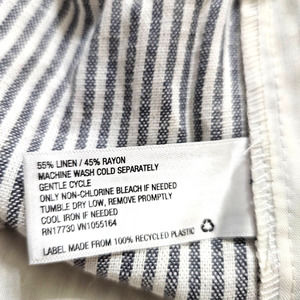 55% LINEN / 45% RAYON
MACHINE WASH COLD SEPARATELY
GENTLE CYCLE
ONLY NON-CHLORINE BLEACH IF NEEDED
TUMBLE DRY LOW, REMOVE PROMPTLY
COOL IRON IF NEEDED
RN17730 VN1055164
LABEL MADE FROM 100% RECYCLED PLASTIC